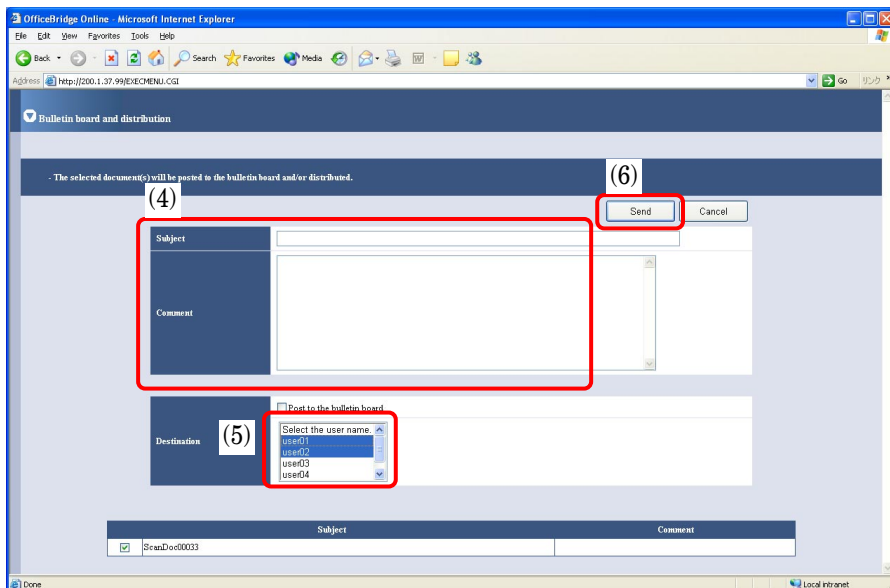 OfficeBridge Online - Microsoft Internet Explorer
File Edit View Favorites Tools Help
Back Search Favorites Media
Address http://200.1.37.99/EXECMENU.CGI Go リンク
Bulletin board and distribution
- The selected document(s) will be posted to the bulletin board and/or distributed.
(6)
(4)
Send Cancel
Subject
Comment
Post to the bulletin board
Destination
(5)
Select the user name.
user01
user02
user03
user04
Subject Comment
ScanDoc00033
Done Local intranet